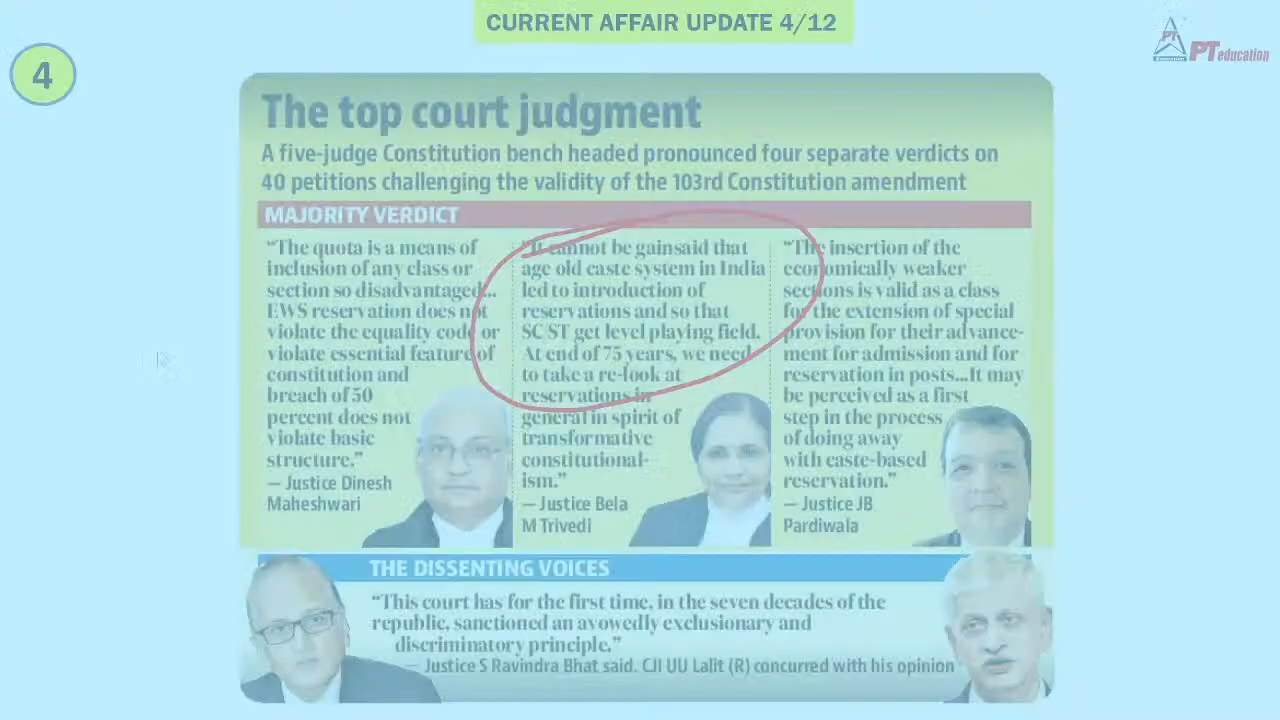 CURRENT AFFAIR UPDATE 4/12
PT
PT education
4
The top court judgment
A five-judge Constitution bench headed pronounced four separate verdicts on
40 petitions challenging the validity of the 103rd Constitution amendment
MAJORITY VERDICT
“The quota is a means of
inclusion of any class or
section so disadvantaged...
EWS reservation does not
violate the equality code or
violate essential feature of
constitution and
breach of 50
percent does not
violate basic
structure.”
— Justice Dinesh
Maheshwari
“It cannot be gainsaid that
age old caste system in India
led to introduction of
reservations and so that
SC/ST get level playing field.
At end of 75 years, we need
to take a re-look at
reservations in
general in spirit of
transformative
constitutional-
ism.”
— Justice Bela
M Trivedi
“The insertion of the
economically weaker
sections is valid as a class
for the extension of special
provision for their advance-
ment for admission and for
reservation in posts...It may
be perceived as a first
step in the process
of doing away
with caste-based
reservation.”
— Justice JB
Pardiwala
THE DISSENTING VOICES
“This court has for the first time, in the seven decades of the
republic, sanctioned an avowedly exclusionary and
discriminatory principle.”
— Justice S Ravindra Bhat said. CJI UU Lalit (R) concurred with his opinion